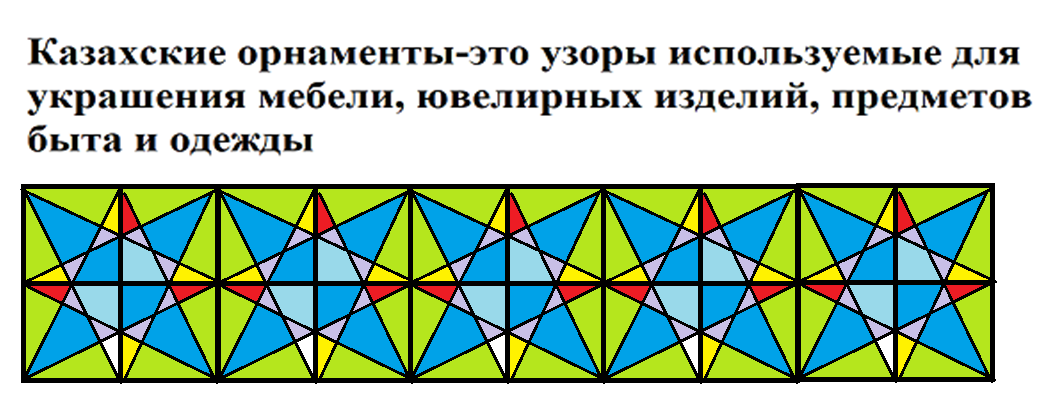 Казахские орнаменты-это узоры используемые для
украшения мебели, ювелирных изделий, предметов
быта и одежды